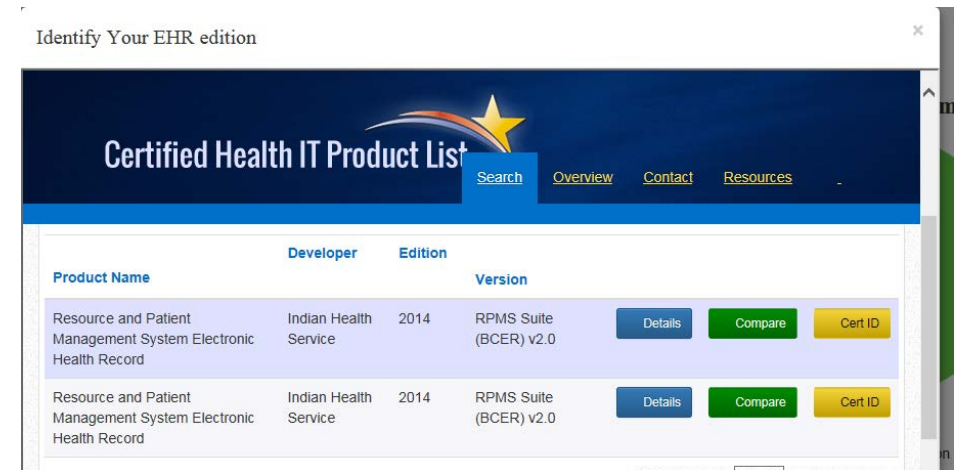 Identify Your EHR edition
×
Certified Health IT Product List
Search Overview Contact Resources
Product Name Developer Edition Version
Resource and Patient Indian Health 2014 RPMS Suite Details Compare Cert ID
Management System Electronic Service (BCER) v2.0
Health Record
Resource and Patient Indian Health 2014 RPMS Suite Details Compare Cert ID
Management System Electronic Service (BCER) v2.0
Health Record